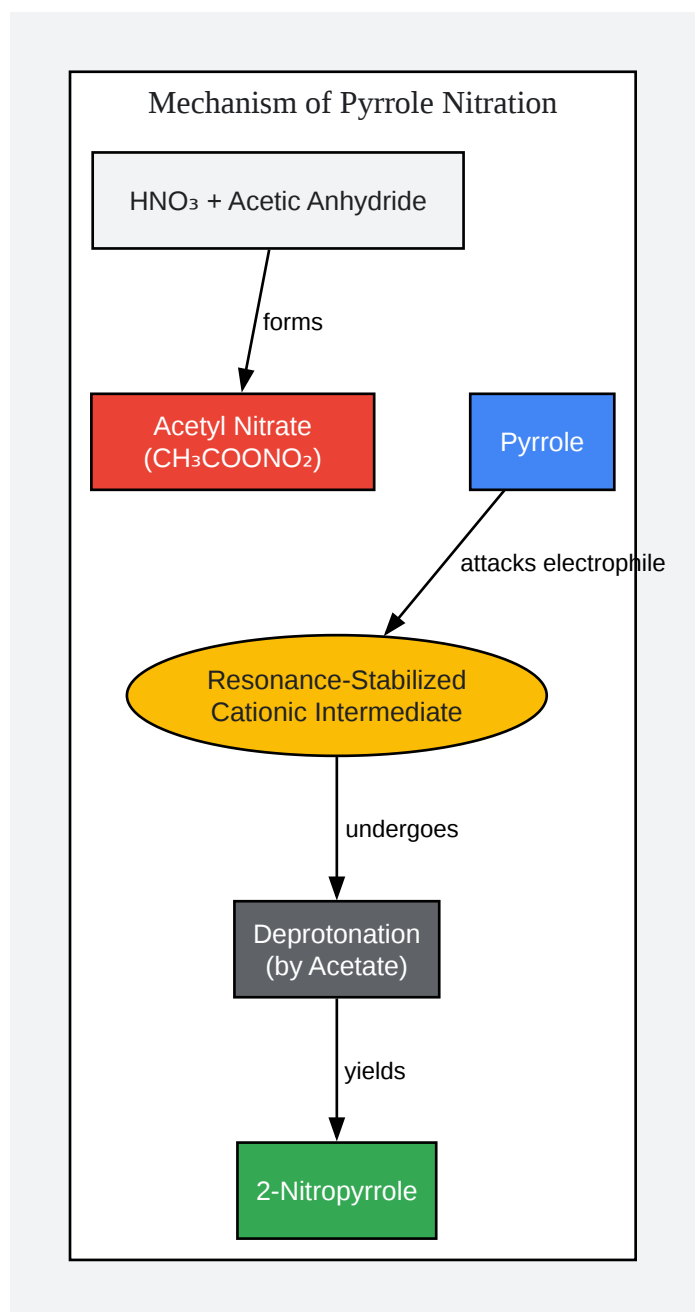 Mechanism of Pyrrole Nitration
HNO₃ + Acetic Anhydride
forms
Acetyl Nitrate
(CH₃COONO₂)
Pyrrole
attacks electrophile
Resonance-Stabilized
Cationic Intermediate
undergoes
Deprotonation
(by Acetate)
yields
2-Nitropyrrole